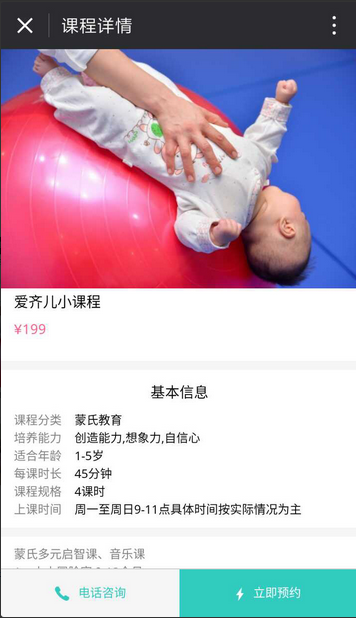 课程详情
爱齐儿小课程
¥199
基本信息
课程分类 蒙氏教育
培养能力 创造能力,想象力,自信心
适合年龄 1-5岁
每课时长 45分钟
课程规格 4课时
上课时间 周一至周日9-11点具体时间按实际情况为主
蒙氏多元启智课、音乐课
电话咨询
立即预约